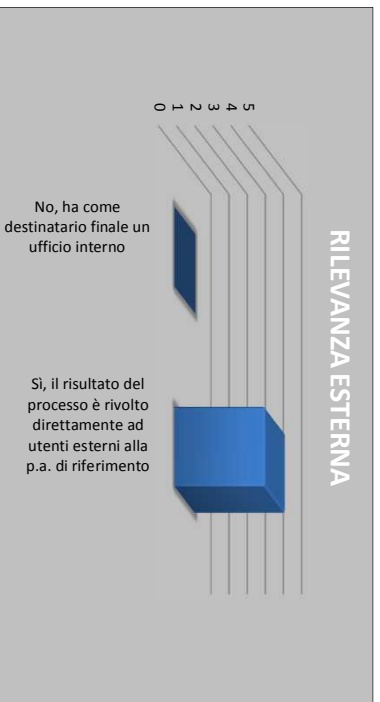 RILEVANZA ESTERNA
5
4
3
2
1
0
No, ha come
destinatario finale un
ufficio interno
Sì, il risultato del
processo è rivolto
direttamente ad
utenti esterni alla
p.a. di riferimento